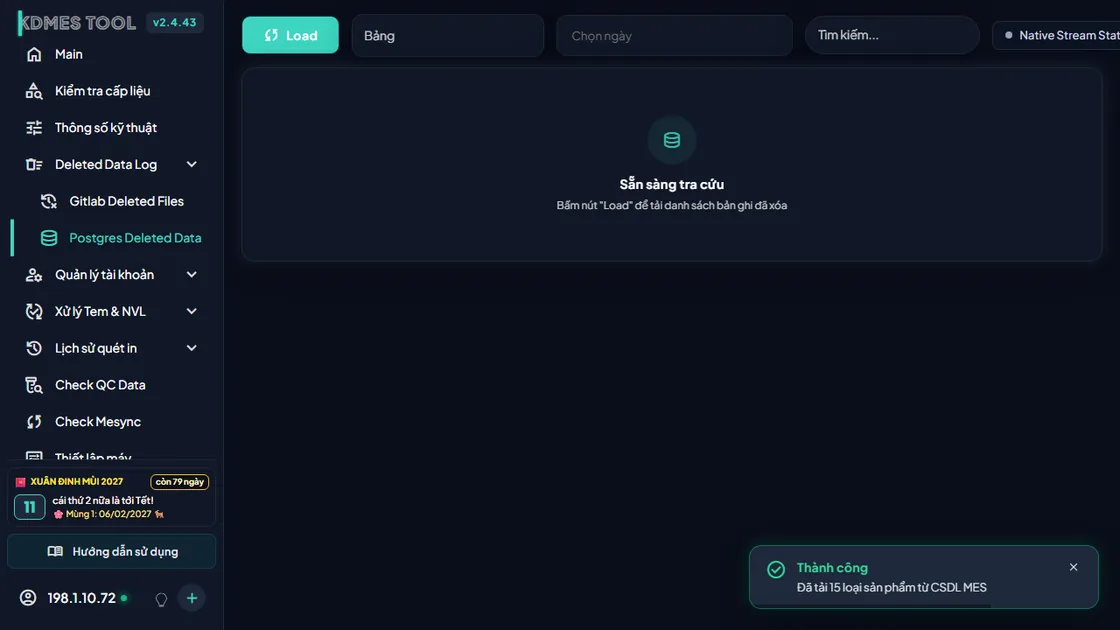 KDMES TOOL v2.4.43
Main
Kiểm tra cấp liệu
Thông số kỹ thuật
Deleted Data Log
Gitlab Deleted Files
Postgres Deleted Data
Quản lý tài khoản
Xử lý Tem & NVL
Lịch sử quét in
Check QC Data
Check Mesync
Thiết lập máy
XUÂN ĐINH MÙI 2027 còn 79 ngày
11 cái thứ 2 nữa là tới Tết!
Mùng 1: 06/02/2027
Hướng dẫn sử dụng
198.1.10.72
Load Bảng Chọn ngày Tìm kiếm... Native Stream Stat
Sẵn sàng tra cứu
Bấm nút "Load" để tải danh sách bản ghi đã xóa
Thành công
Đã tải 15 loại sản phẩm từ CSDL MES